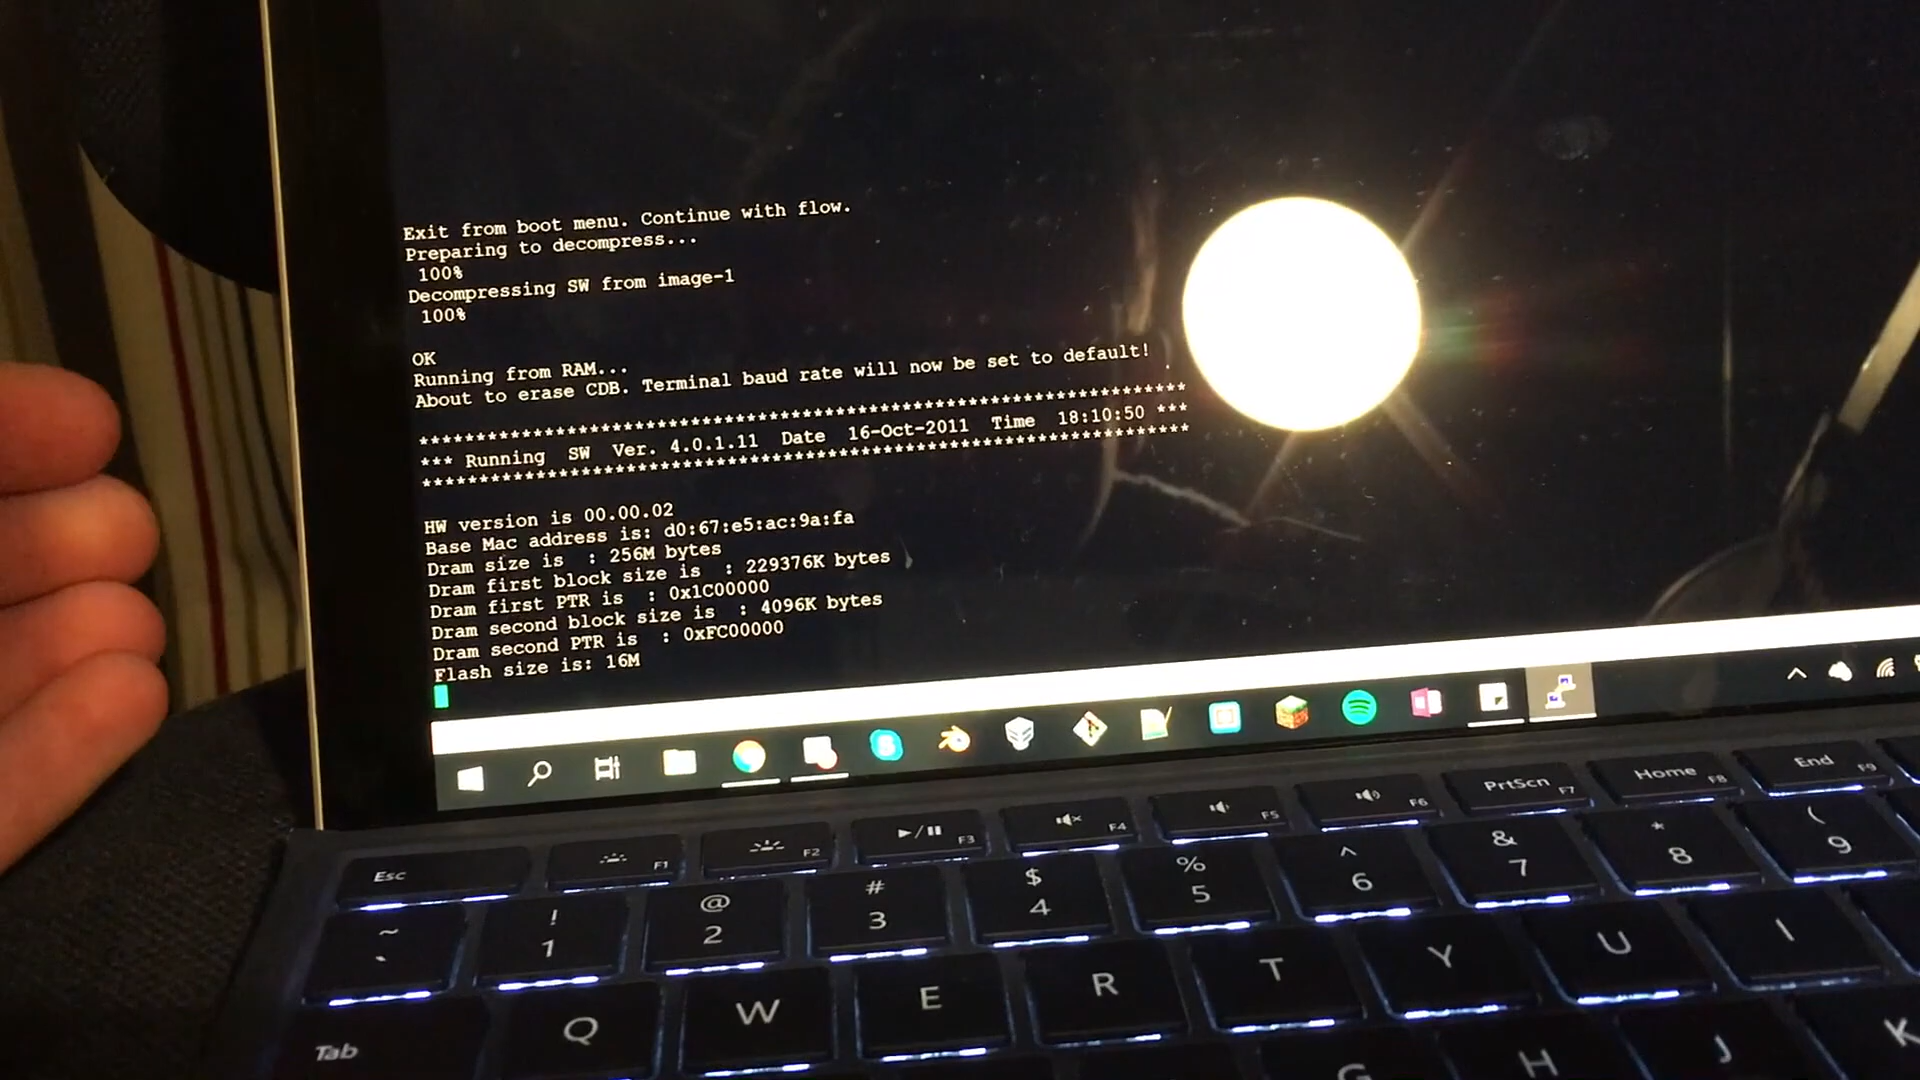 Exit from boot menu. Continue with flow.
Preparing to decompress...
100%
Decompressing SW from image-1
100%
OK
Running from RAM...
About to erase CDB. Terminal baud rate will now be set to default!
*******************************************************************
*** Running SW Ver. 4.0.1.11 Date 16-Oct-2011 Time 18:10:50 ***
*******************************************************************
HW version is 00.00.02
Base Mac address is: d0:67:e5:ac:9a:fa
Dram size is : 256M bytes
Dram first block size is : 229376K bytes
Dram first PTR is : 0x1C00000
Dram second block size is : 4096K bytes
Dram second PTR is : 0xFC00000
Flash size is: 16M
Esc F1 F2 F3 F4 F5 F6 PrtScn F7 Home F8 End F9
~ ` ! 1 @ 2 # 3 $ 4 % 5 ^ 6 & 7 * 8 ( 9
Tab Q W E R T Y U I
G H J K